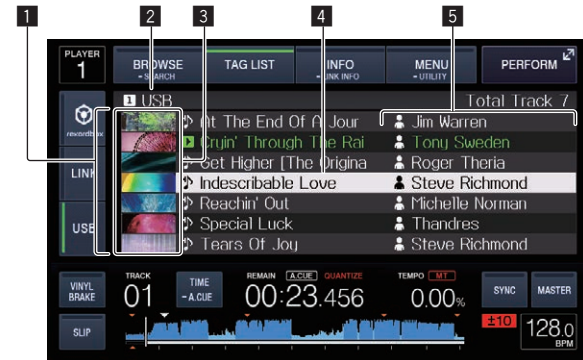 1 2 3 4 5
PLAYER 1 BROWSE - SEARCH TAG LIST INFO - LINK INFO MENU - UTILITY PERFORM
1 USB Total Track 7
rekordbox
LINK
USB
At The End Of A Jour Jim Warren
Cryin' Through The Rai Tony Sweden
Get Higher [The Origina Roger Theria
Indescribable Love Steve Richmond
Reachin' Out Michelle Norman
Special Luck Thandres
Tears Of Joy Steve Richmond
VINYL BRAKE TRACK 01 TIME - A.CUE REMAIN A.CUE QUANTIZE 00:23.456 TEMPO MT 0.00% SYNC MASTER
SLIP ±10 128.0 BPM